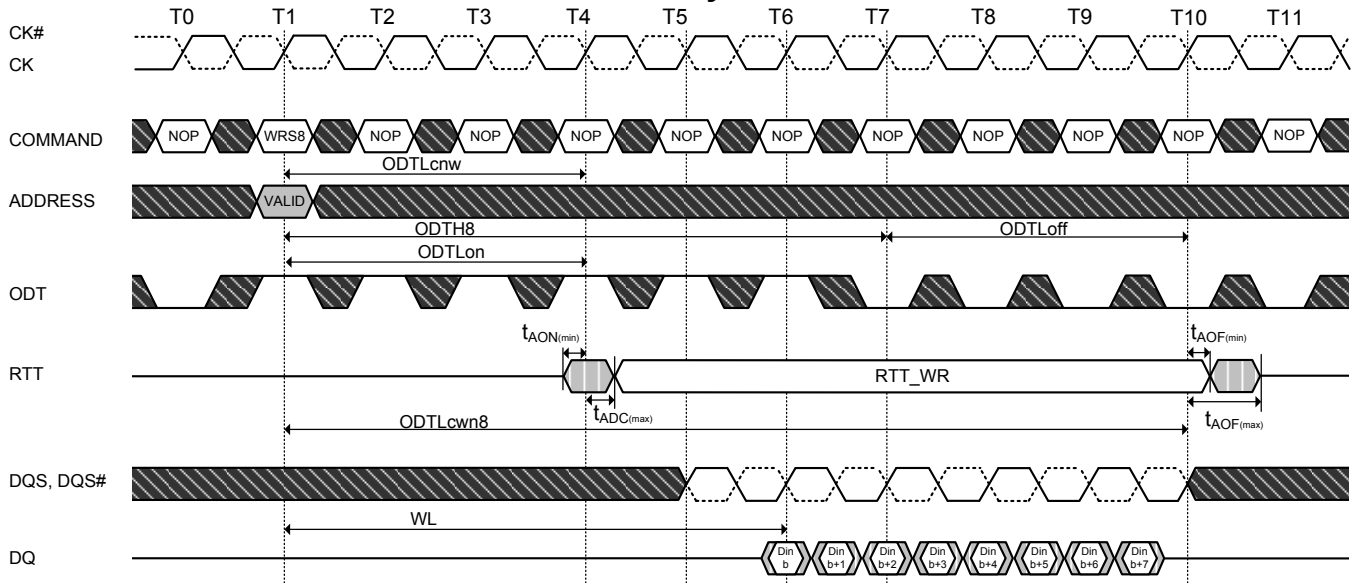 T0 T1 T2 T3 T4 T5 T6 T7 T8 T9 T10 T11
CK#
CK
COMMAND NOP WRS8 NOP NOP NOP NOP NOP NOP NOP NOP NOP NOP
ODTLcnw
ADDRESS VALID
ODTH8 ODTLoff
ODTLon
ODT
tAON(min) tAOF(min)
RTT RTT_WR
tADC(max) tAOF(max)
ODTLcwn8
DQS, DQS#
WL
DQ Din b Din b+1 Din b+2 Din b+3 Din b+4 Din b+5 Din b+6 Din b+7